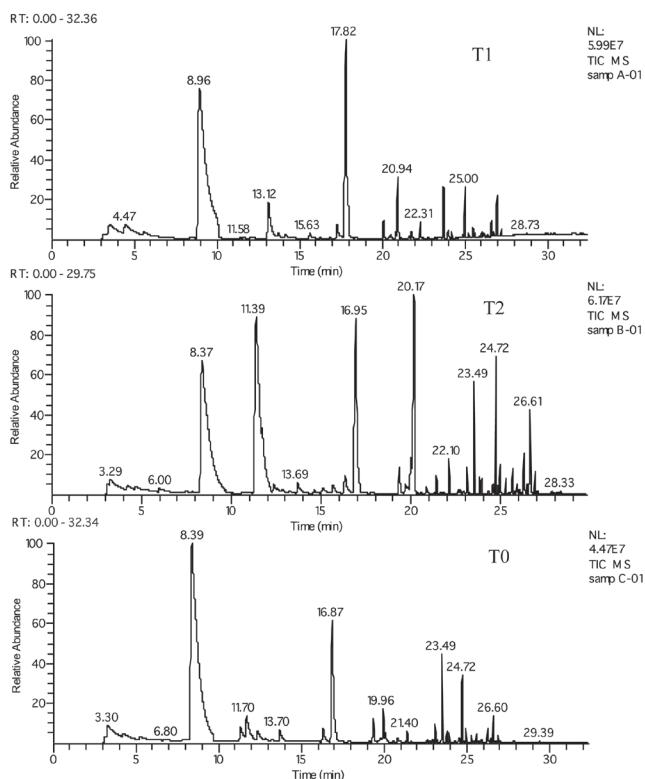 RT: 0.00 - 32.36
NL:
5.99E7
TIC MS
samp A-01
T1
17.82
8.96
20.94
25.00
13.12
4.47
22.31
11.58
15.63
28.73
100
80
60
40
20
Relative Abundance
0 5 10 15 20 25 30
Time (min)
RT: 0.00 - 29.75
NL:
6.17E7
TIC MS
samp B-01
T2
20.17
11.39
16.95
8.37
24.72
23.49
26.61
22.10
3.29
6.00
13.69
28.33
100
80
60
40
20
Relative Abundance
0 5 10 15 20 25
Time (min)
RT: 0.00 - 32.34
NL:
4.47E7
TIC MS
samp C-01
T0
8.39
16.87
23.49
24.72
19.96
11.70
26.60
3.30
13.70
21.40
6.80
29.39
100
80
60
40
20
Relative Abundance
0 5 10 15 20 25 30
Time (min)